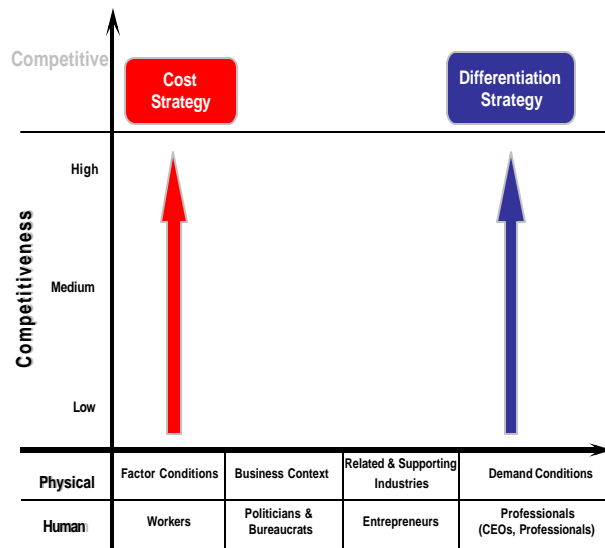 Competitive
Cost
Strategy
Differentiation
Strategy
High
Competitiveness
Medium
Low
Physical
Factor Conditions
Business Context
Related & Supporting
Industries
Demand Conditions
Human
Workers
Politicians &
Bureaucrats
Entrepreneurs
Professionals
(CEOs, Professionals)